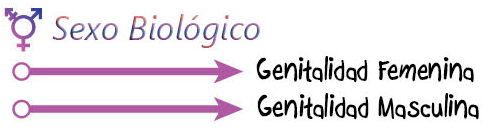 Sexo Biológico
Genitalidad Femenina
Genitalidad Masculina